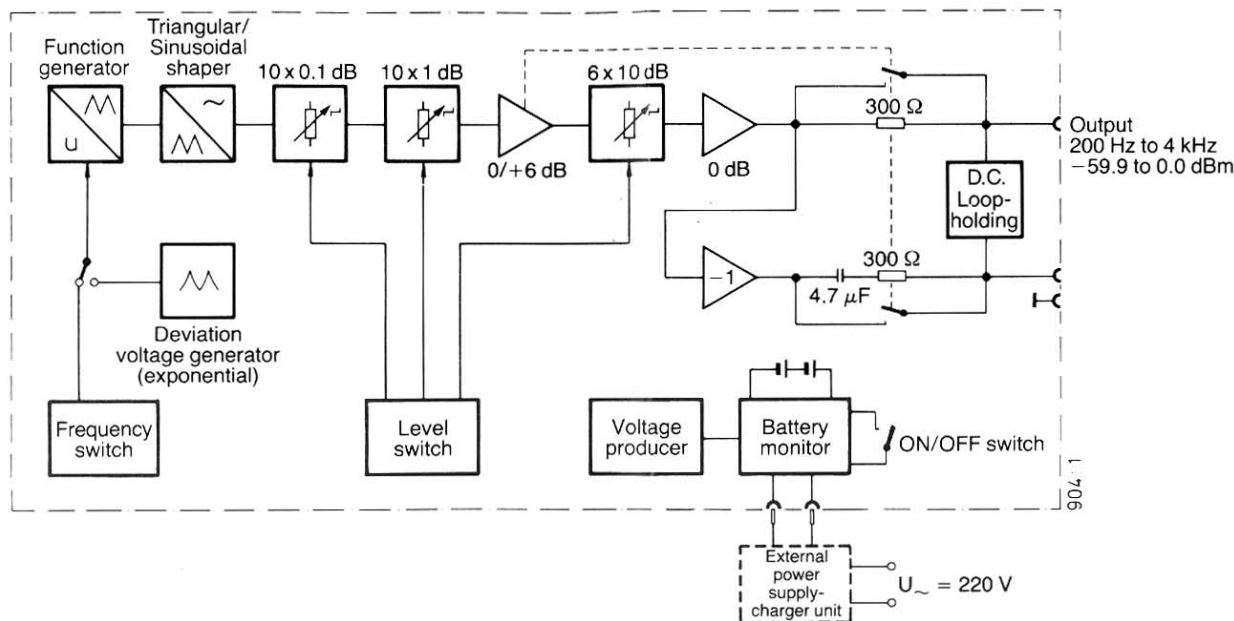 Function
generator
Triangular/
Sinusoidal
shaper
10 x 0.1 dB
10 x 1 dB
6 x 10 dB
u
~
0/+6 dB
0 dB
300 Ω
Output
200 Hz to 4 kHz
−59.9 to 0.0 dBm
D.C.
Loop-
holding
−1
4.7 µF
300 Ω
Deviation
voltage generator
(exponential)
Frequency
switch
Level
switch
Voltage
producer
Battery
monitor
ON/OFF switch
External
power
supply-
charger unit
U~ = 220 V